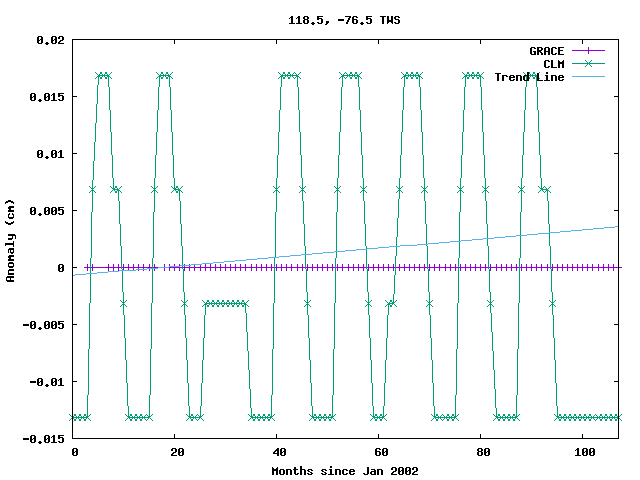 118.5, -76.5 TWS
GRACE
CLM
Trend Line
0.02
0.015
0.01
0.005
0
-0.005
-0.01
-0.015
Anomaly (cm)
0 20 40 60 80 100
Months since Jan 2002